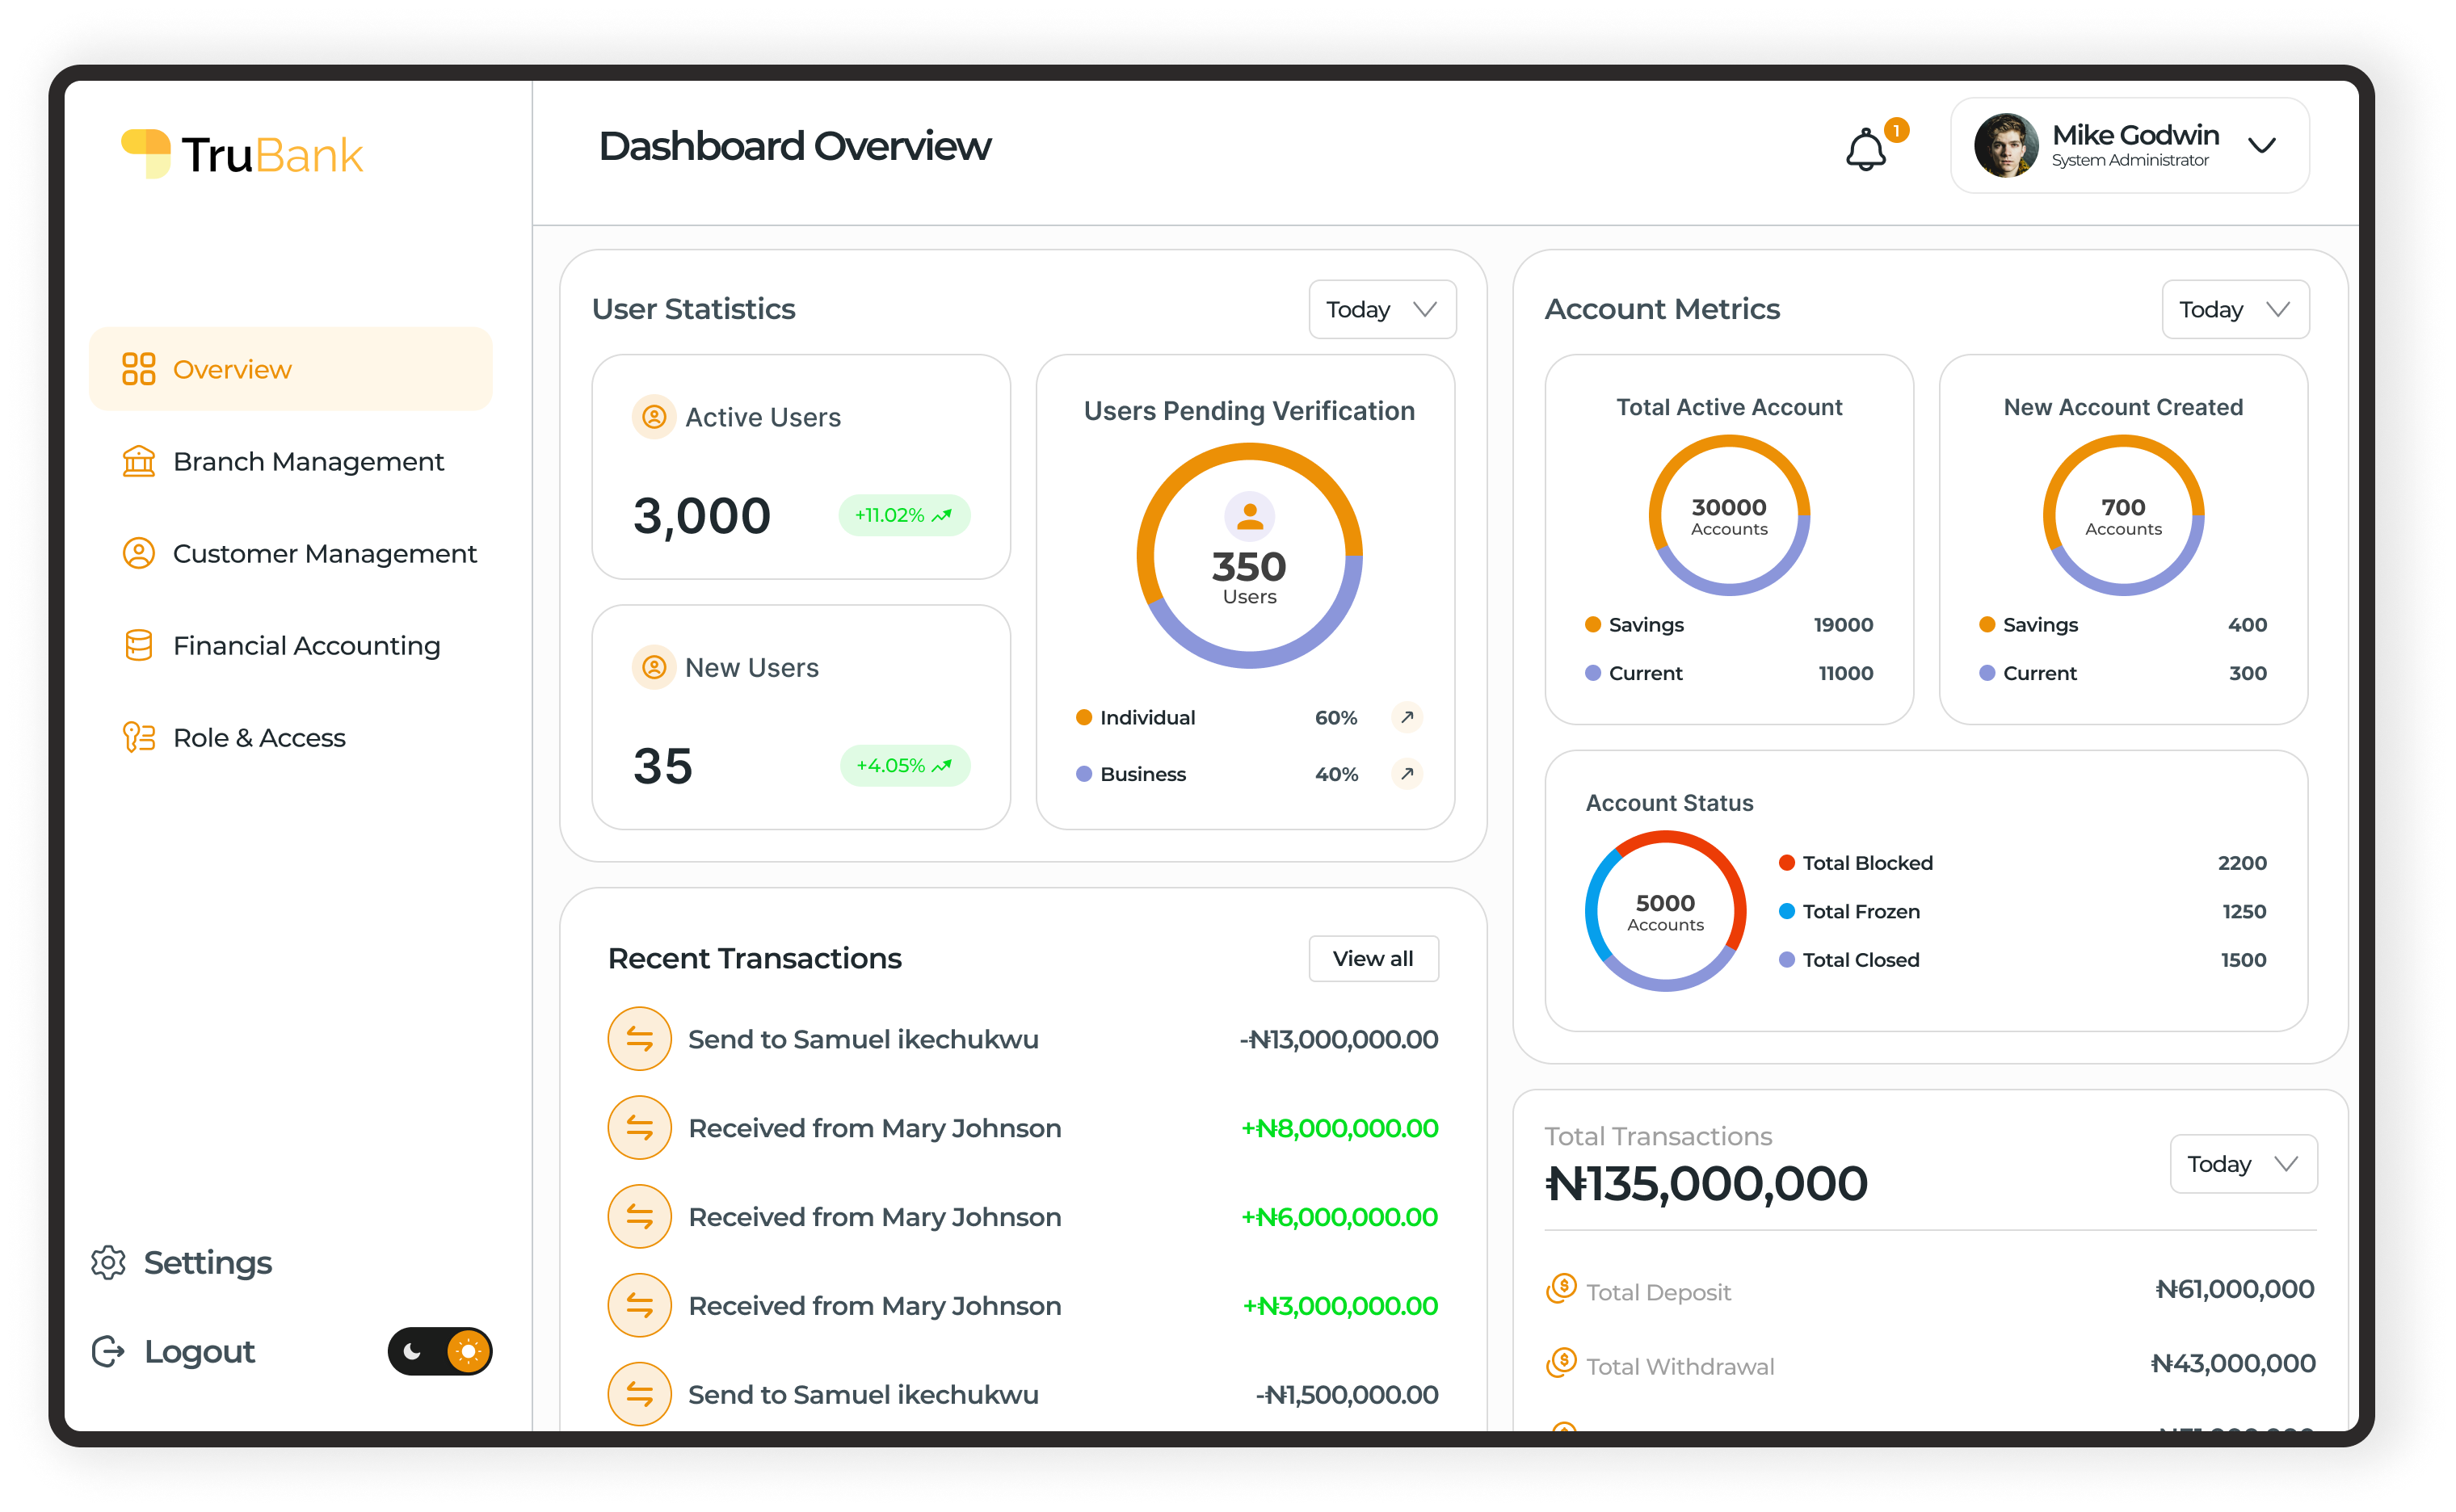 TruBank
Dashboard Overview
1
Mike Godwin
System Administrator
Overview
Branch Management
Customer Management
Financial Accounting
Role & Access
Settings
Logout
User Statistics
Today
Active Users
3,000
+11.02%
New Users
35
+4.05%
Users Pending Verification
350
Users
Individual 60%
Business 40%
Recent Transactions
View all
Send to Samuel ikechukwu -₦13,000,000.00
Received from Mary Johnson +₦8,000,000.00
Received from Mary Johnson +₦6,000,000.00
Received from Mary Johnson +₦3,000,000.00
Send to Samuel ikechukwu -₦1,500,000.00
Account Metrics
Today
Total Active Account
30000
Accounts
Savings 19000
Current 11000
New Account Created
700
Accounts
Savings 400
Current 300
Account Status
5000
Accounts
Total Blocked 2200
Total Frozen 1250
Total Closed 1500
Total Transactions
₦135,000,000
Today
Total Deposit ₦61,000,000
Total Withdrawal ₦43,000,000